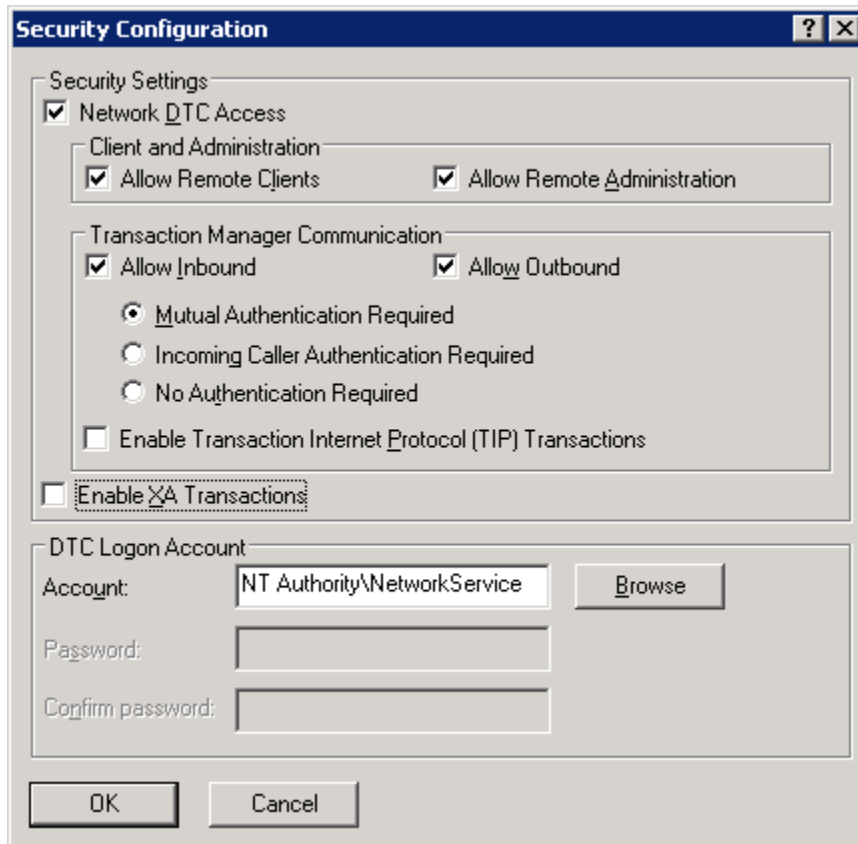 Security Configuration
Security Settings
Network DTC Access
Client and Administration
Allow Remote Clients Allow Remote Administration
Transaction Manager Communication
Allow Inbound Allow Outbound
Mutual Authentication Required
Incoming Caller Authentication Required
No Authentication Required
Enable Transaction Internet Protocol (TIP) Transactions
Enable XA Transactions
DTC Logon Account
Account: NT Authority\NetworkService Browse
Password:
Confirm password:
OK Cancel